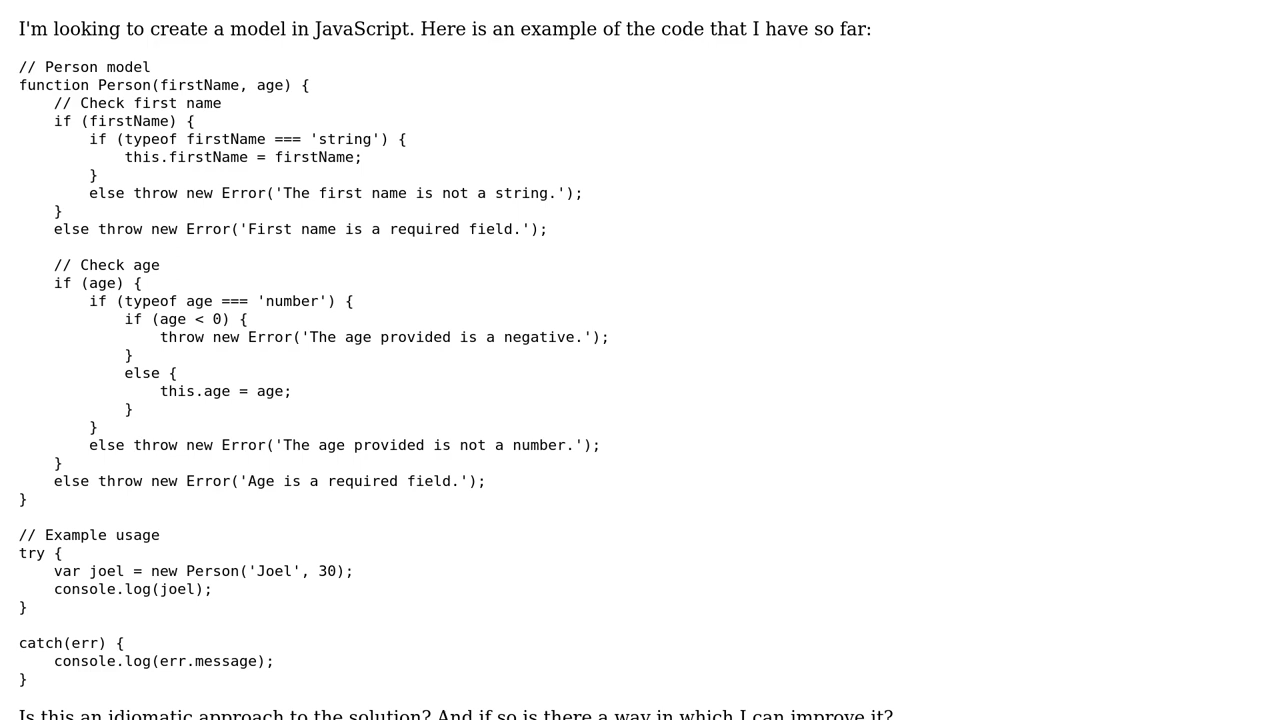 I'm looking to create a model in JavaScript. Here is an example of the code that I have so far:
// Person model
function Person(firstName, age) {
    // Check first name
    if (firstName) {
        if (typeof firstName === 'string') {
            this.firstName = firstName;
        }
        else throw new Error('The first name is not a string.');
    }
    else throw new Error('First name is a required field.');

    // Check age
    if (age) {
        if (typeof age === 'number') {
            if (age < 0) {
                throw new Error('The age provided is a negative.');
            }
            else {
                this.age = age;
            }
        }
        else throw new Error('The age provided is not a number.');
    }
    else throw new Error('Age is a required field.');
}

// Example usage
try {
    var joel = new Person('Joel', 30);
    console.log(joel);
}

catch(err) {
    console.log(err.message);
}
Is this an idiomatic approach to the solution? And if so is there a way in which I can improve it?